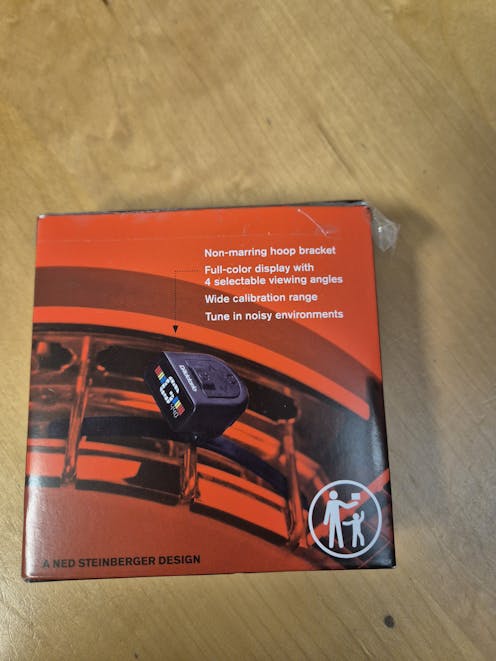 Non-marring hoop bracket
Full-color display with
4 selectable viewing angles
Wide calibration range
Tune in noisy environments
G
A NED STEINBERGER DESIGN